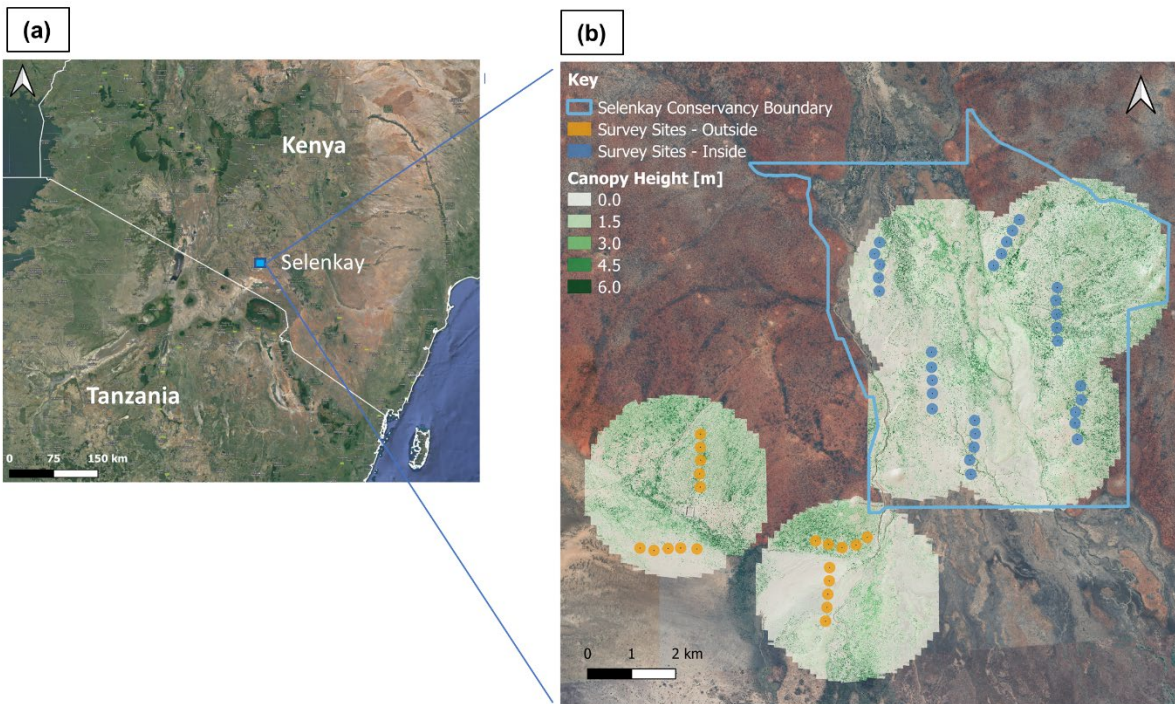 (a)
Kenya
Selenkay
Tanzania
0 75 150 km
(b)
Key
Selenkay Conservancy Boundary
Survey Sites - Outside
Survey Sites - Inside
Canopy Height [m]
0.0
1.5
3.0
4.5
6.0
0 1 2 km